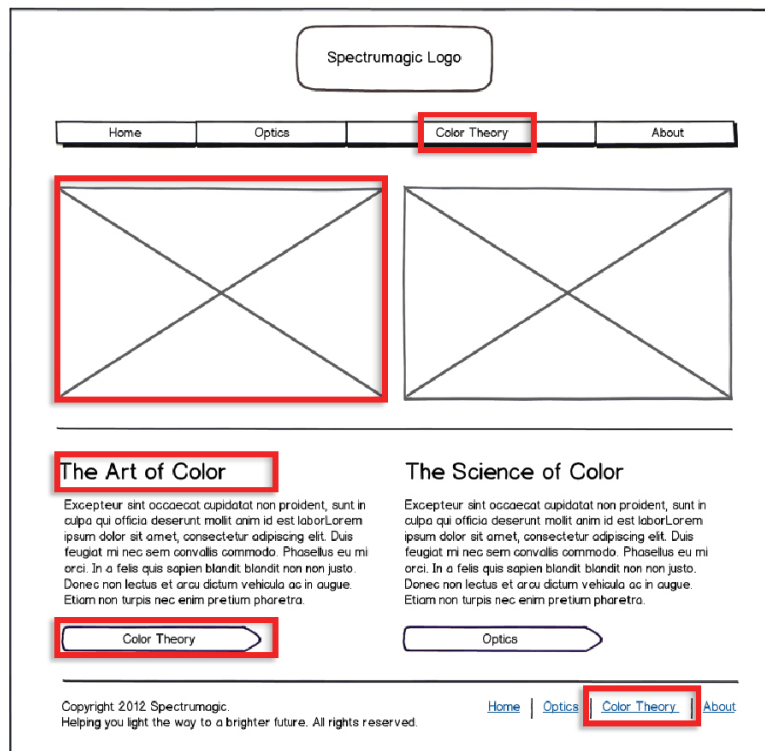 Spectrumagic Logo
Home Optics Color Theory About
The Art of Color
Excepteur sint occaecat cupidatat non proident, sunt in
culpa qui officia deserunt mollit anim id est laborLorem
ipsum dolor sit amet, consectetur adipiscing elit. Duis
feugiat mi nec sem convallis commodo. Phasellus eu mi
orci. In a felis quis sapien blandit blandit non non justo.
Donec non lectus et arcu dictum vehicula ac in augue.
Etiam non turpis nec enim pretium pharetra.
Color Theory
The Science of Color
Excepteur sint occaecat cupidatat non proident, sunt in
culpa qui officia deserunt mollit anim id est laborLorem
ipsum dolor sit amet, consectetur adipiscing elit. Duis
feugiat mi nec sem convallis commodo. Phasellus eu mi
orci. In a felis quis sapien blandit blandit non non justo.
Donec non lectus et arcu dictum vehicula ac in augue.
Etiam non turpis nec enim pretium pharetra.
Optics
Copyright 2012 Spectrumagic.
Helping you light the way to a brighter future. All rights reserved.
Home | Optics | Color Theory | About